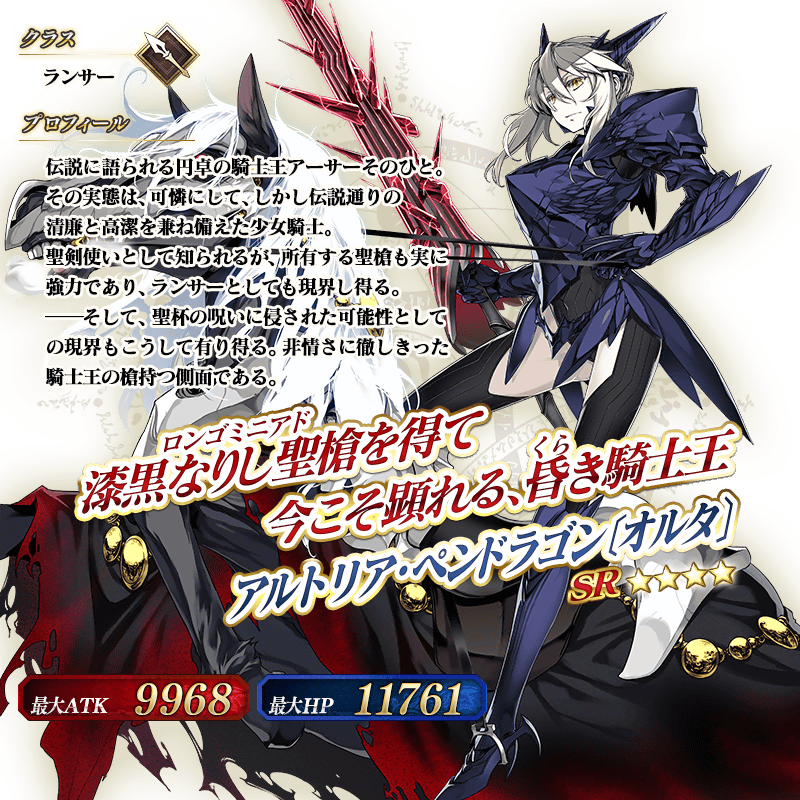 クラス
ランサー
プロフィール
伝説に語られる円卓の騎士王アーサーそのひと。
その実態は、可憐にして、しかし伝説通りの
清廉と高潔を兼ね備えた少女騎士。
聖剣使いとして知られるが、所有する聖槍も実に
強力であり、ランサーとしても現界し得る。
――そして、聖杯の呪いに侵された可能性として
の現界もこうして有り得る。非情さに徹しきった
騎士王の槍持つ側面である。
ロンゴミニアド
漆黒なりし聖槍を得て
くら
今こそ顕れる、昏き騎士王
アルトリア・ペンドラゴン〔オルタ〕
SR
最大ATK 9968
最大HP 11761